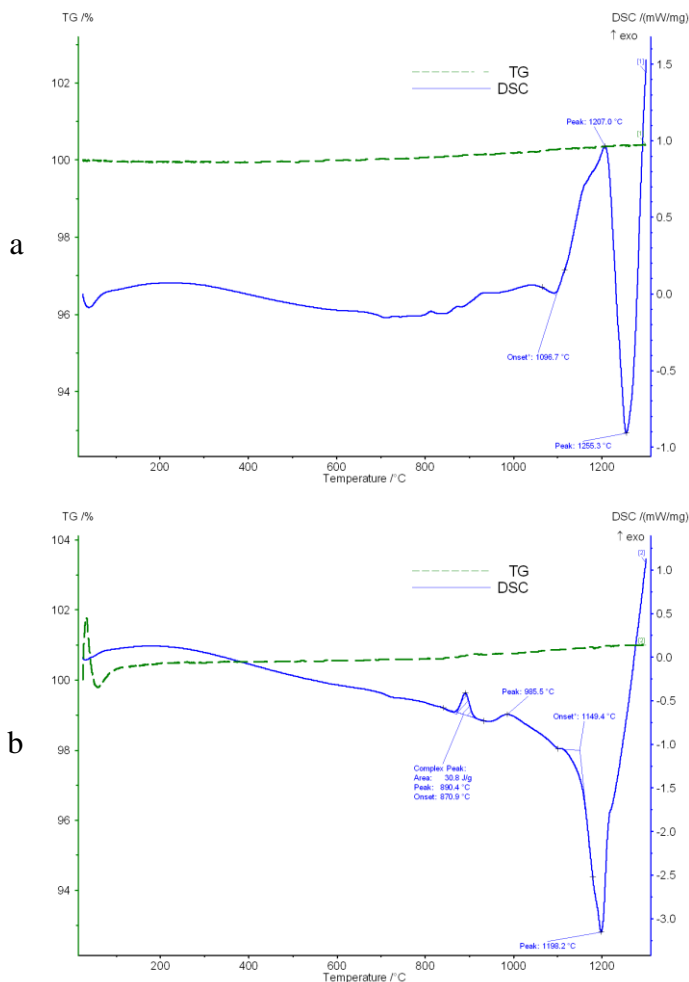 TG /%
DSC /(mW/mg)
↑ exo
[1]
TG
DSC
1.5
102
Peak: 1207.0 °C
[1]
1.0
100
0.5
98
a
0.0
96
Onset*: 1096.7 °C
-0.5
94
Peak: 1255.3 °C
-1.0
200 400 600 800 1000 1200
Temperature /°C
TG /%
DSC /(mW/mg)
104
↑ exo
[2]
TG
DSC
1.0
0.5
102
[2]
0.0
100
Peak: 985.5 °C
-0.5
Onset*: 1149.4 °C
b
98
-1.0
Complex Peak:
Area: 30.8 J/g
Peak: 890.4 °C
Onset: 870.9 °C
-1.5
96
-2.0
-2.5
94
Peak: 1198.2 °C
-3.0
200 400 600 800 1000 1200
Temperature /°C